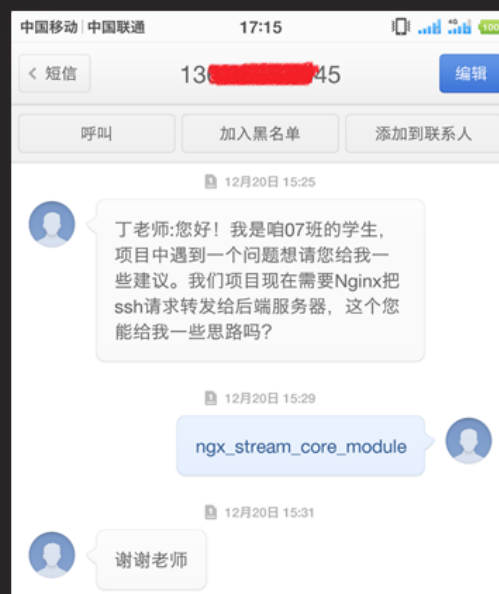 中国移动 中国联通 17:15 4G 100
短信 13 45 编辑
呼叫 加入黑名单 添加到联系人
1 12月20日 15:25
丁老师:您好！我是咱07班的学生,
项目中遇到一个问题想请您给我一
些建议。我们项目现在需要Nginx把
ssh请求转发给后端服务器，这个您
能给我一些思路吗?
1 12月20日 15:29
ngx_stream_core_module
1 12月20日 15:31
谢谢老师